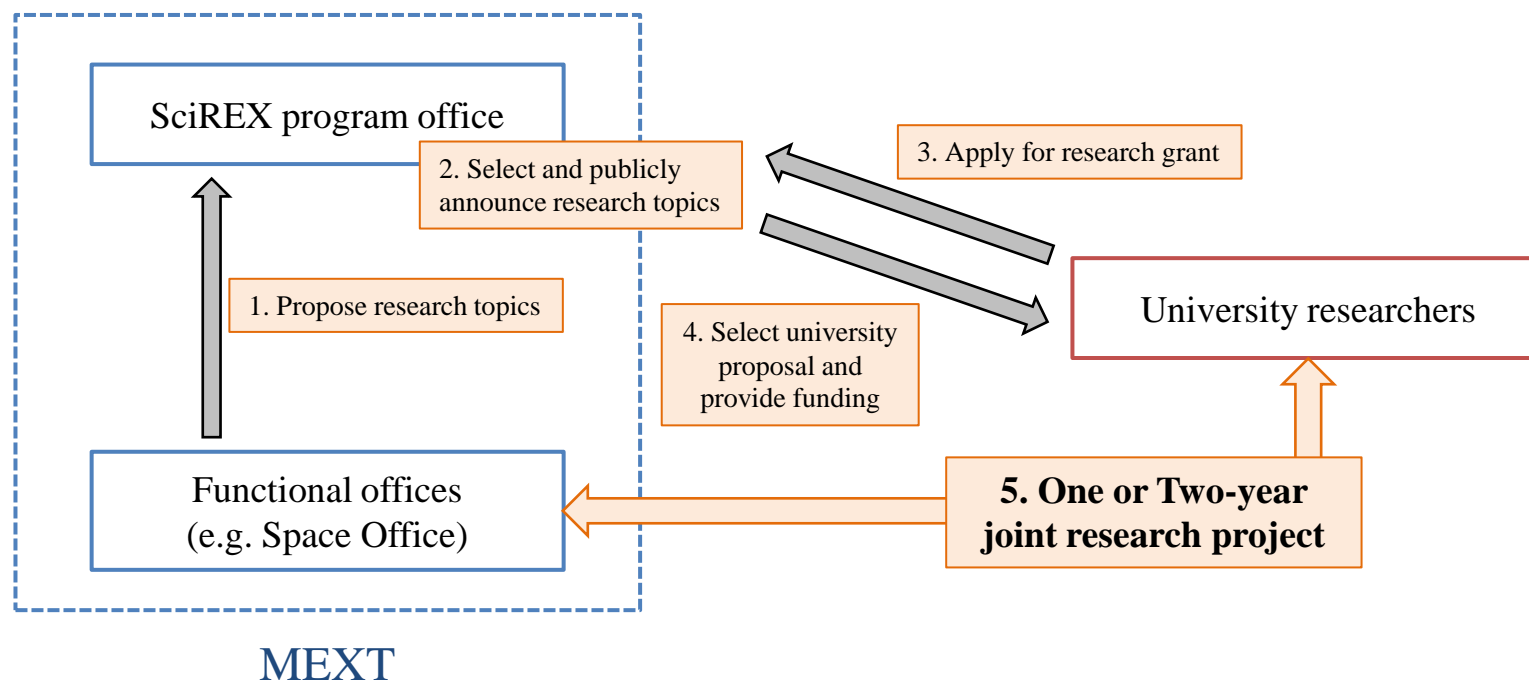 SciREX program office
2. Select and publicly
announce research topics
3. Apply for research grant
1. Propose research topics
University researchers
4. Select university
proposal and
provide funding
Functional offices
(e.g. Space Office)
5. One or Two-year
joint research project
MEXT